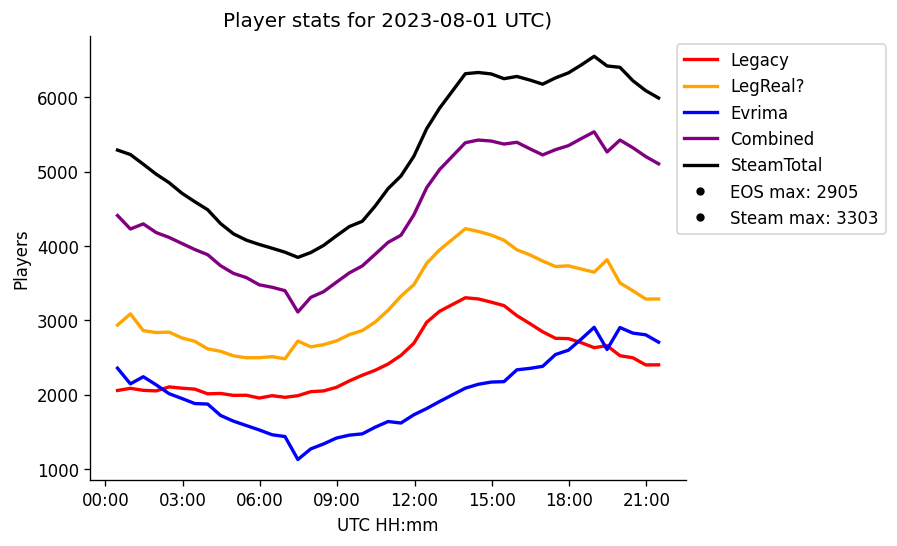 Player stats for 2023-08-01 UTC)
Legacy
LegReal?
Evrima
Combined
SteamTotal
EOS max: 2905
Steam max: 3303
Players
6000
5000
4000
3000
2000
1000
00:00 03:00 06:00 09:00 12:00 15:00 18:00 21:00
UTC HH:mm